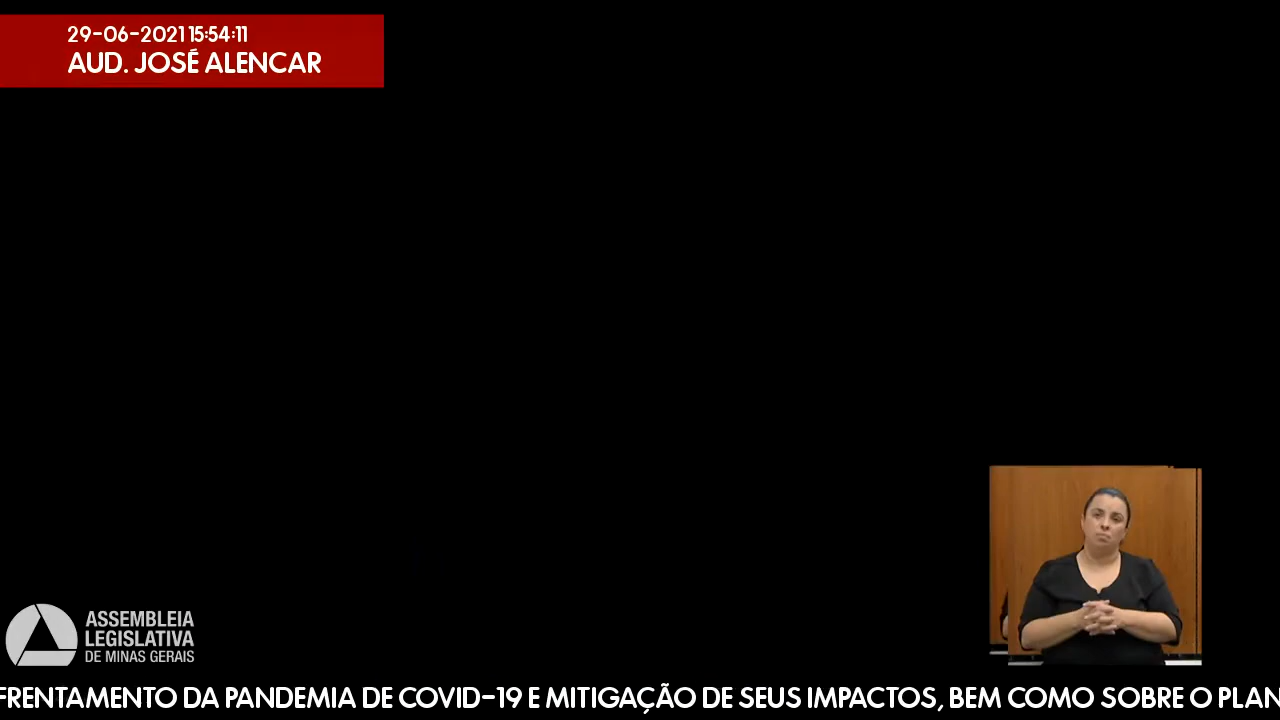 29-06-2021 15:54:11
AUD. JOSÉ ALENCAR
ASSEMBLEIA
LEGISLATIVA
DE MINAS GERAIS
FRENTAMENTO DA PANDEMIA DE COVID-19 E MITIGAÇÃO DE SEUS IMPACTOS, BEM COMO SOBRE O PLAN